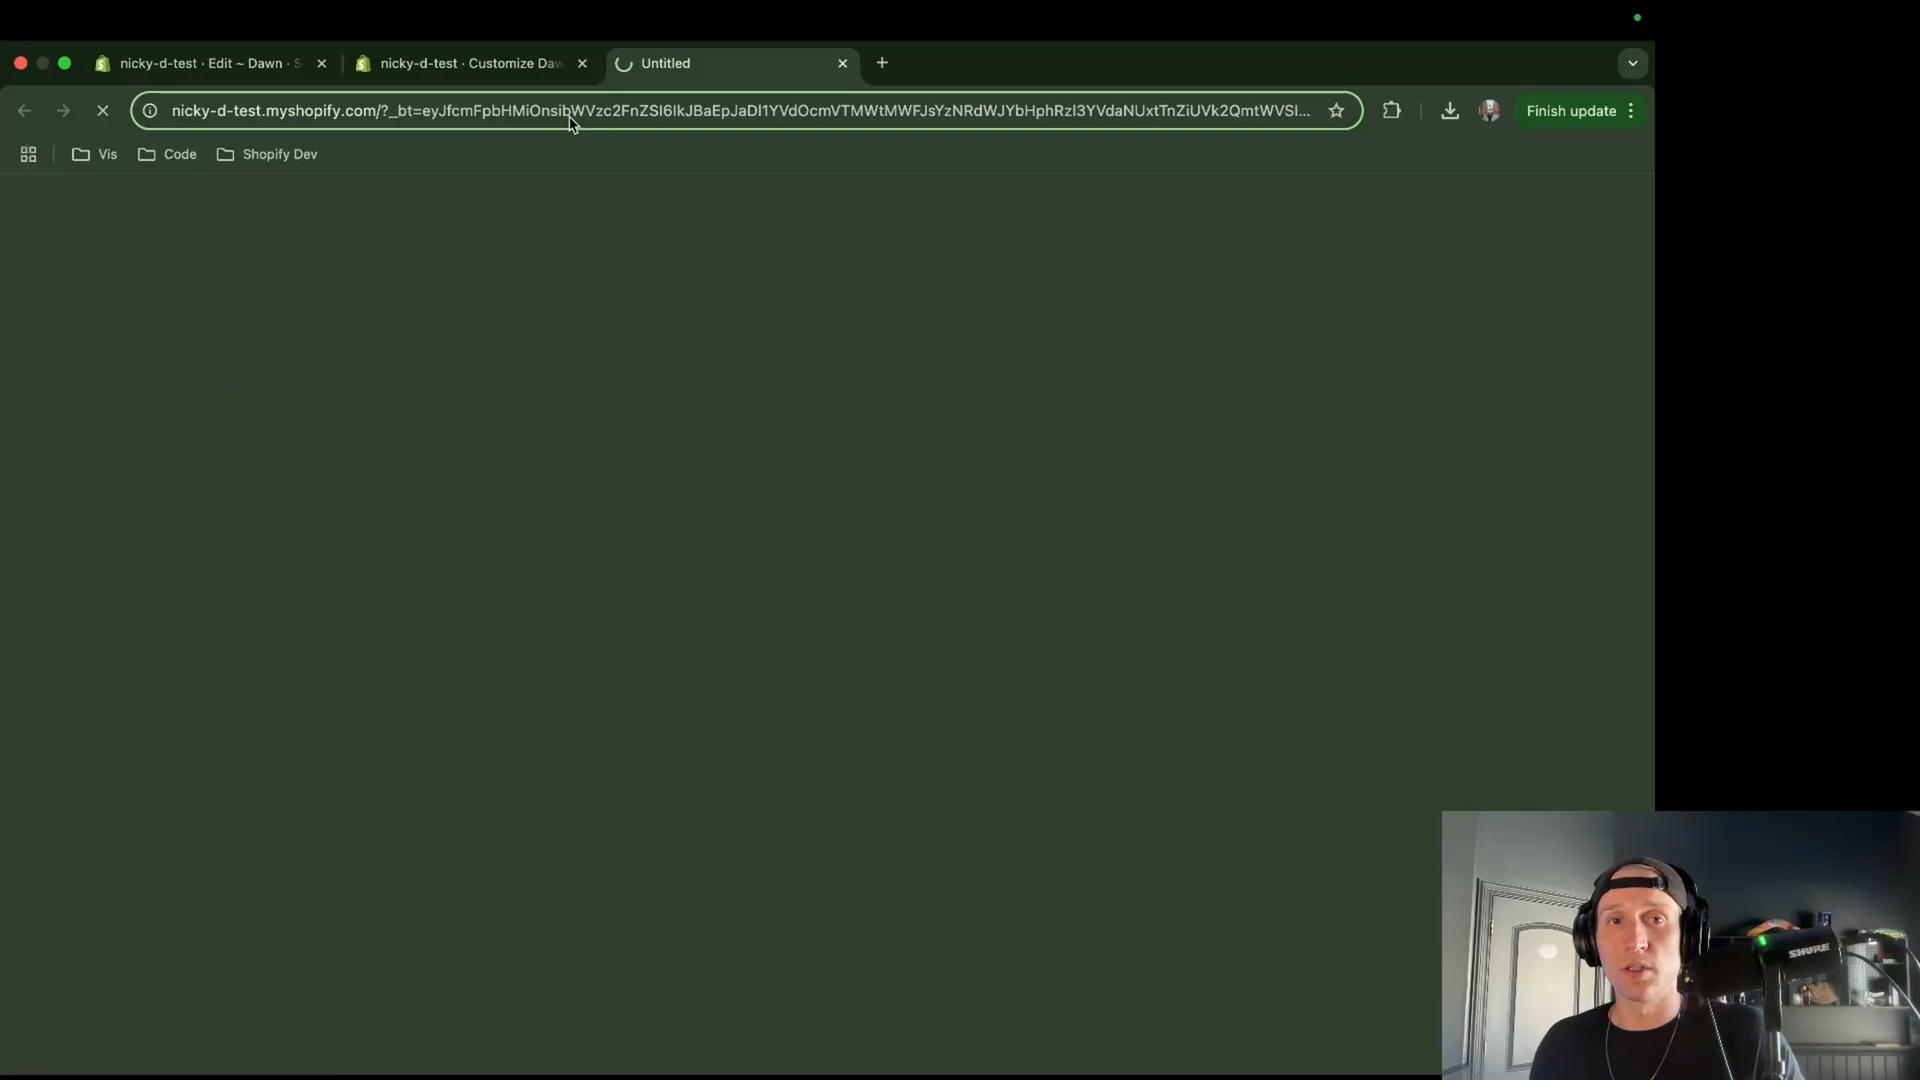 nicky-d-test · Edit ~ Dawn · S
nicky-d-test · Customize Daw
Untitled
nicky-d-test.myshopify.com/?_bt=eyJfcmFpbHMiOnsibWVzc2FnZSI6IkJBaEpJaDI1YVdOcmVTMWtMWFJsYzNRdWJYbHphRzl3YVdaNUxtTnZiUVk2QmtWVSI...
Finish update
Vis
Code
Shopify Dev
SHURE